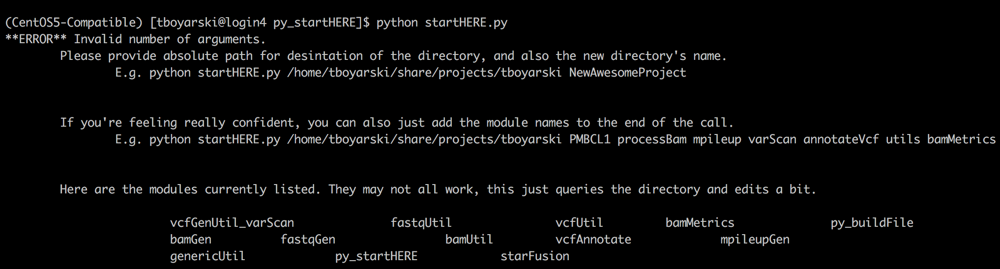 (CentOS5-Compatible) [tboyarski@login4 py_startHERE]$ python startHERE.py
**ERROR** Invalid number of arguments.
Please provide absolute path for desintation of the directory, and also the new directory's name.
E.g. python startHERE.py /home/tboyarski/share/projects/tboyarski NewAwesomeProject
If you're feeling really confident, you can also just add the module names to the end of the call.
E.g. python startHERE.py /home/tboyarski/share/projects/tboyarski PMBCL1 processBam mpileup varScan annotateVcf utils bamMetrics
Here are the modules currently listed. They may not all work, this just queries the directory and edits a bit.
vcfGenUtil_varScan fastqUtil vcfUtil bamMetrics py_buildFile
bamGen fastqGen bamUtil vcfAnnotate mpileupGen
genericUtil py_startHERE starFusion